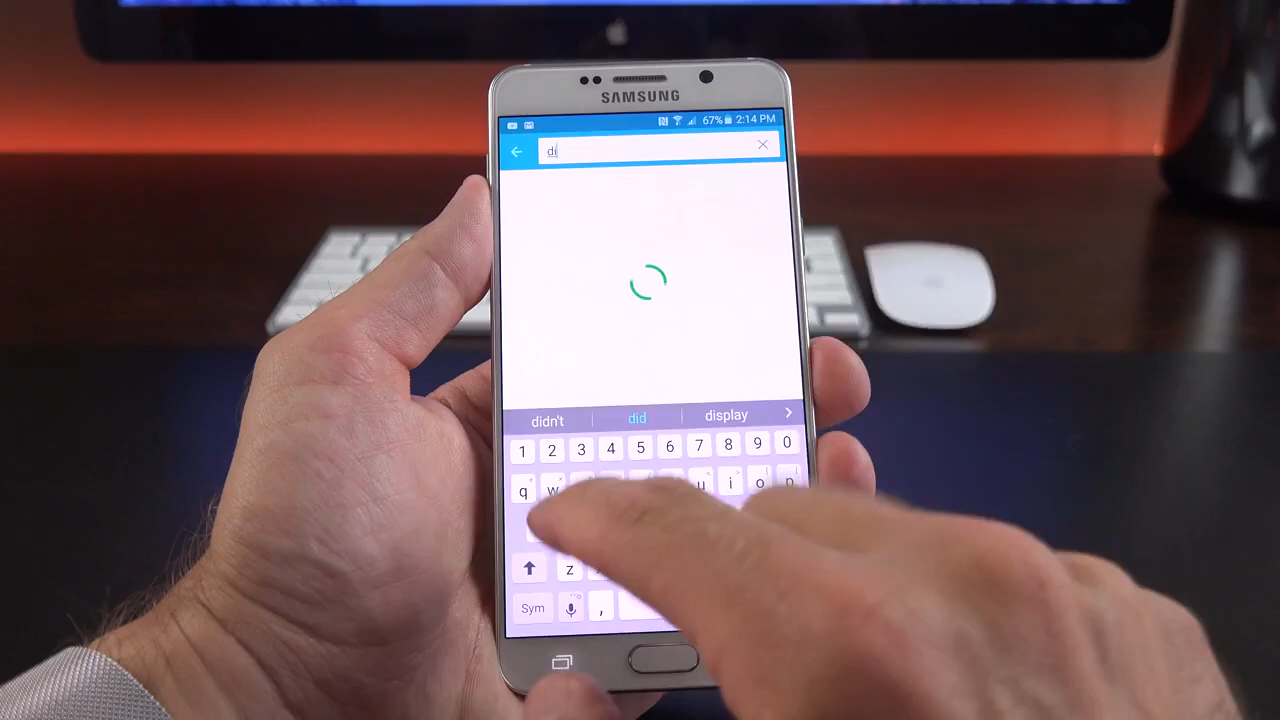 SAMSUNG
67% 2:14 PM
di
didn't did display
1 2 3 4 5 6 7 8 9 0
q w u i o p
z
Sym ,